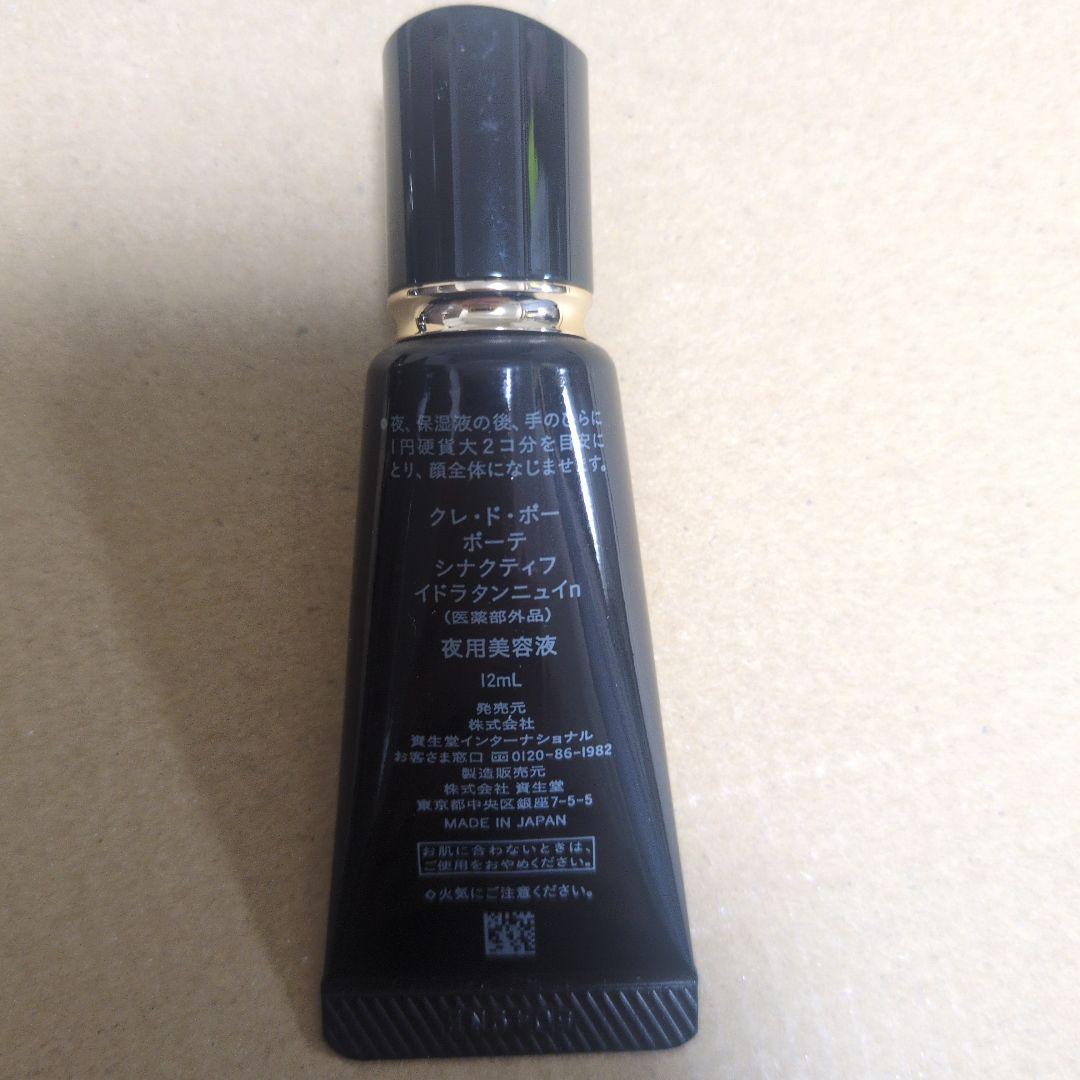 夜、保湿液の後、手のひらに
1円硬貨大2コ分を目安に
とり、顔全体になじませます。
クレ・ド・ポー
ボーテ
シナクティフ
イドラタンニュイn
(医薬部外品)
夜用美容液
12mL
発売元
株式会社
資生堂インターナショナル
お客さま窓口 0120-86-1982
製造販売元
株式会社 資生堂
東京都中央区銀座7-5-5
MADE IN JAPAN
お肌に合わないときは、
ご使用をおやめください。
◇火気にご注意ください。